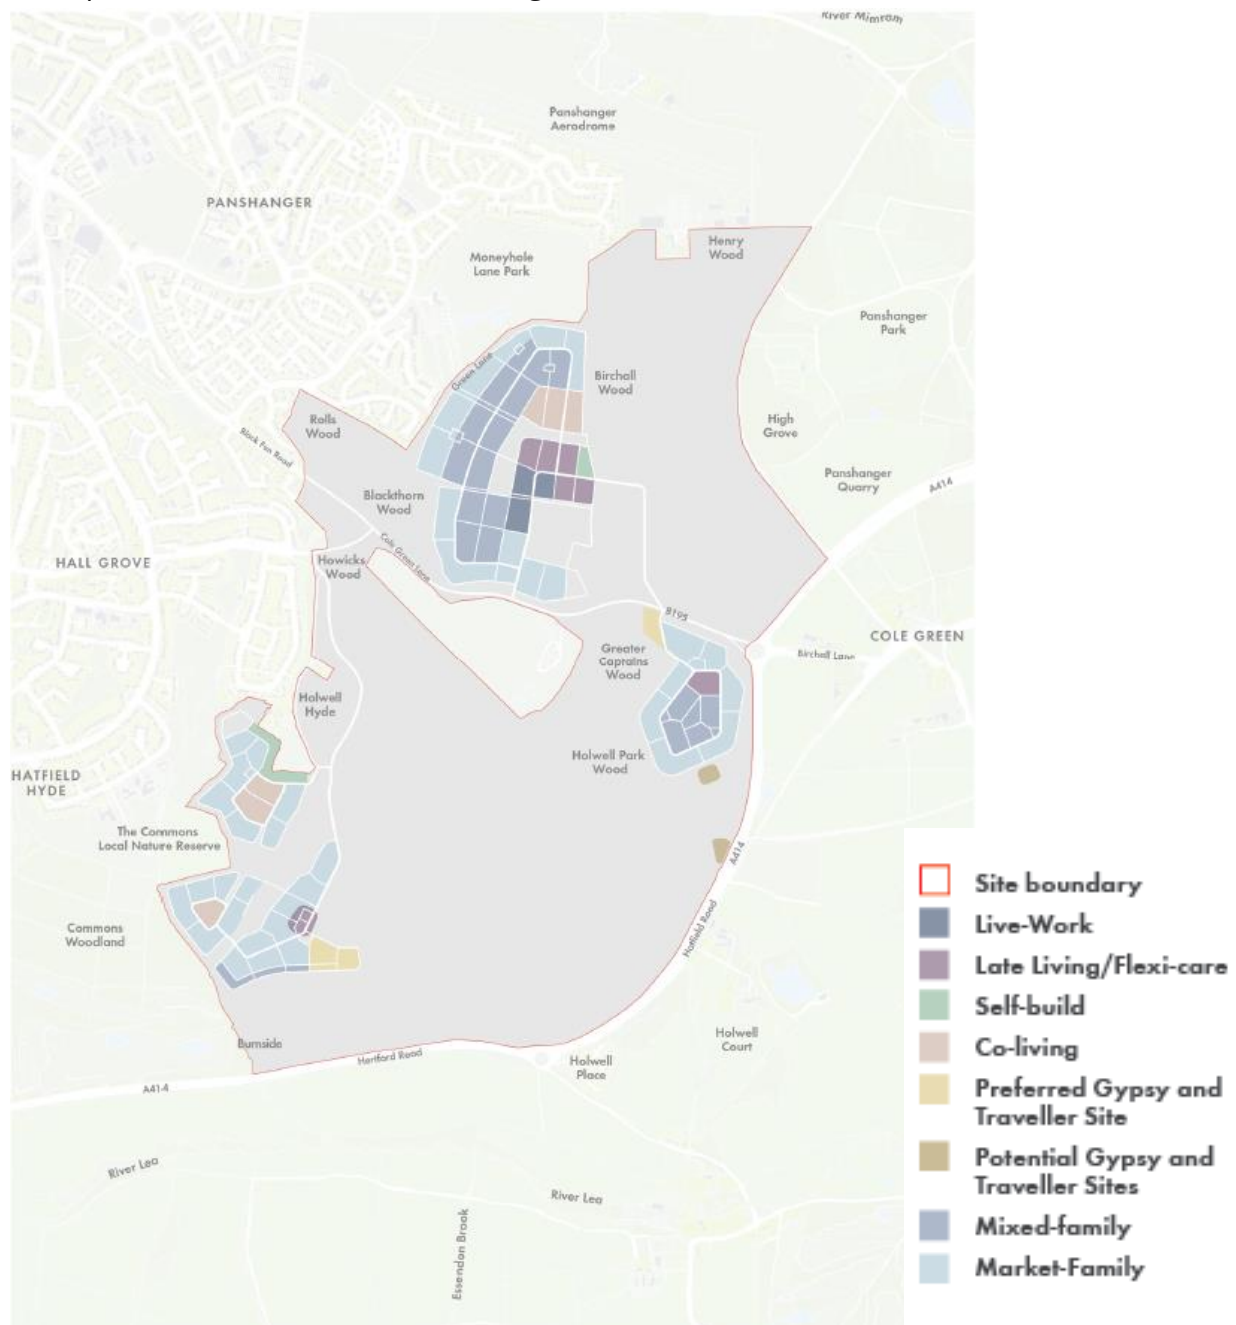 River Mimram
Panshanger
Aerodrome
PANSHANGER
Henry
Wood
Moneyhole
Lane Park
Panshanger
Park
Green Lane
Birchall
Wood
Rolls
Wood
High
Grove
Black Fan Road
Panshanger
Quarry
A414
Blackthorn
Wood
Cole Green Lane
HALL GROVE
Howicks
Wood
B195
COLE GREEN
Greater
Captains
Wood
Birchall Lane
Holwell
Hyde
Holwell Park
Wood
HATFIELD
HYDE
The Commons
Local Nature Reserve
A414
Commons
Woodland
Hatfield Road
Burnside
Hertford Road
Holwell
Place
Holwell
Court
A414
River Lea
River Lea
Essendon Brook
Site boundary
Live-Work
Late Living/Flexi-care
Self-build
Co-living
Preferred Gypsy and
Traveller Site
Potential Gypsy and
Traveller Sites
Mixed-family
Market-Family